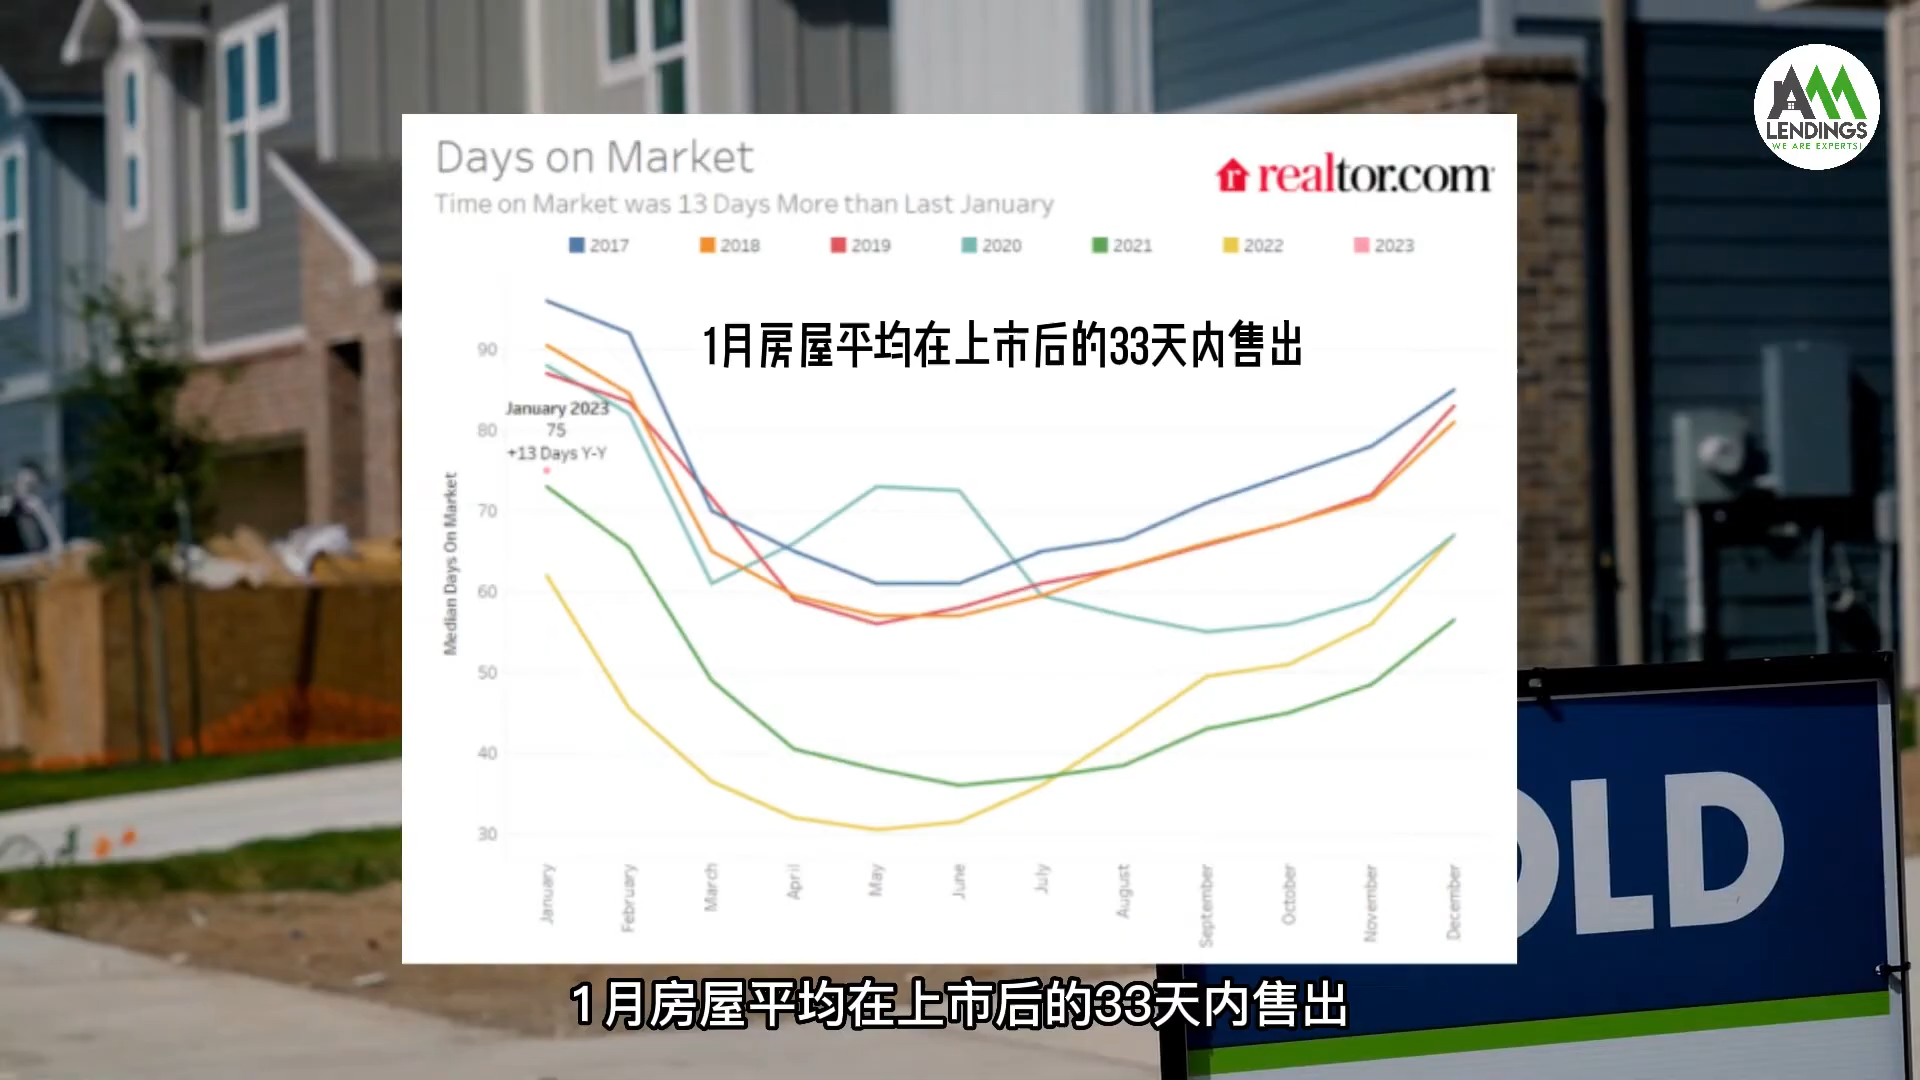 AMM
LENDINGS
WE ARE EXPERTS!
Days on Market
realtor.com
Time on Market was 13 Days More than Last January
2017 2018 2019 2020 2021 2022 2023
1月房屋平均在上市后的33天内售出
January 2023
75
+13 Days Y-Y
Median Days On Market
90
80
70
60
50
40
30
January February March April May June July August September October November December
OLD
1月房屋平均在上市后的33天内售出